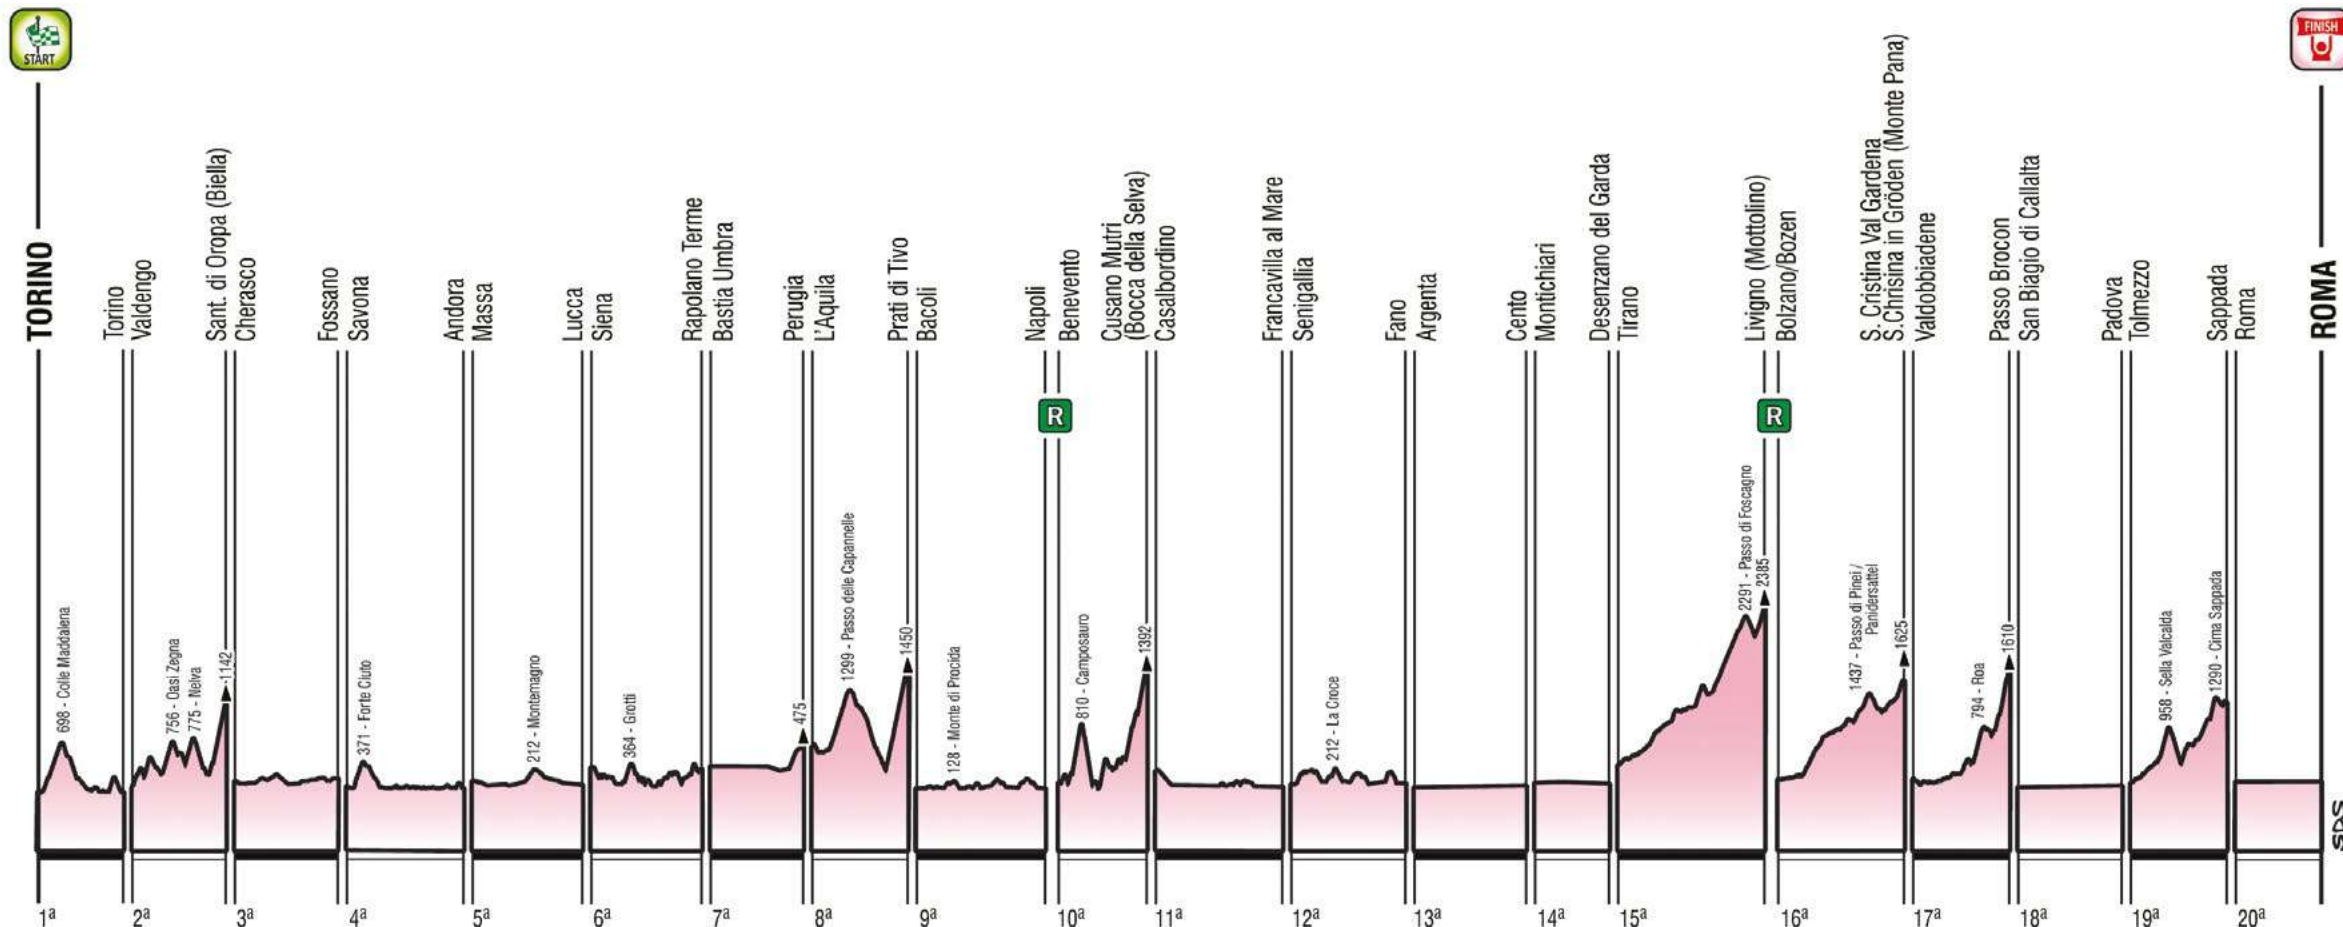 START
FINISH
TORINO
Torino
Valdengo
Sant. di Oropa (Biella)
Cherasco
Fossano
Savona
Andora
Massa
Lucca
Siena
Rapolano Terme
Bastia Umbra
Perugia
L'Aquila
Prati di Tivo
Bacoli
Napoli
Benevento
Cusano Mutri
(Bocca della Selva)
Casalbordino
Francavilla al Mare
Senigallia
Fano
Argenta
Cento
Montichiari
Desenzano del Garda
Tirano
Livigno (Mottolino)
Bolzano/Bozen
S. Cristina Val Gardena
S.Chrisina in Gröden (Monte Pana)
Valdobbiadene
Passo Brocon
San Biagio di Callalta
Padova
Tolmezzo
Sappada
Roma
ROMA
R
R
698 - Colle Maddalena
756 - Oasi Zegna
775 - Nelva
1142
371 - Forte Ciuto
212 - Montemagno
364 - Grotti
475
1299 - Passo delle Capannelle
1450
128 - Monte di Procida
810 - Camposauro
1392
212 - La Croce
2291 - Passo di Foscagno
2385
1437 - Passo di Pinei /
Panidersattel
1625
794 - Roa
1610
958 - Sella Valcalda
1290 - Cima Sappada
SDS
1ª
2ª
3ª
4ª
5ª
6ª
7ª
8ª
9ª
10ª
11ª
12ª
13ª
14ª
15ª
16ª
17ª
18ª
19ª
20ª